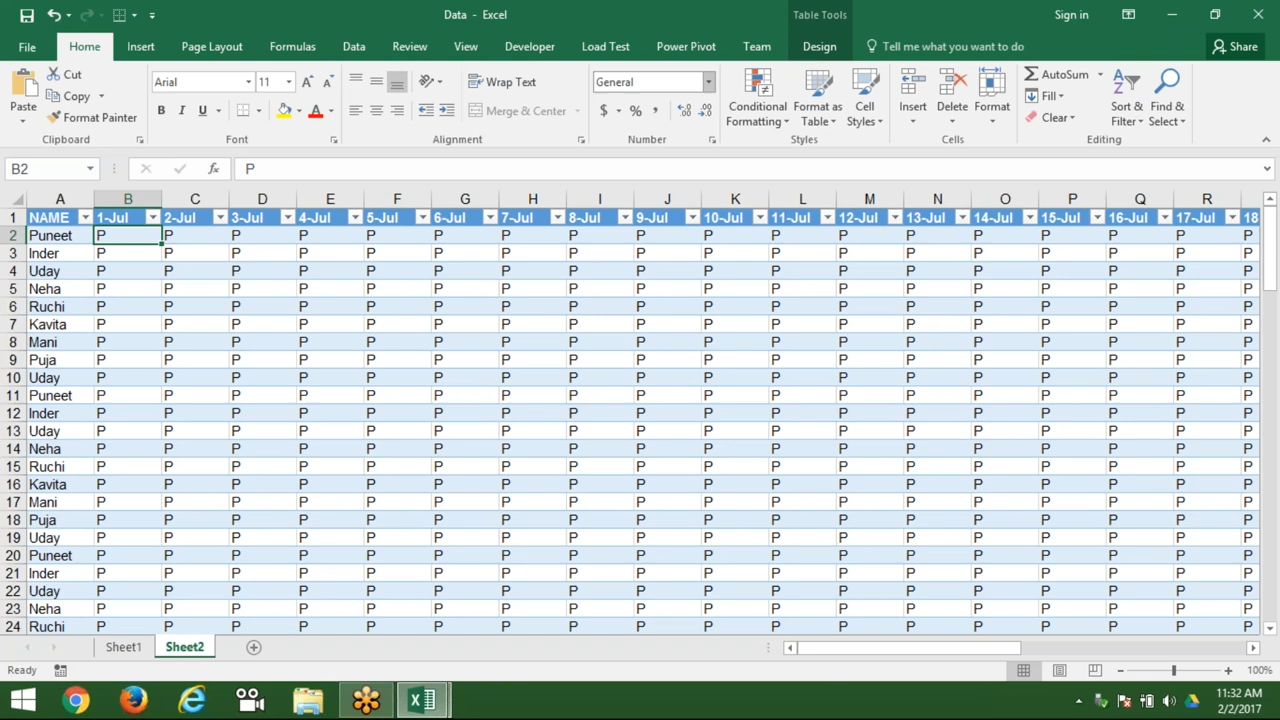 Data - Excel
Table Tools
Sign in
File Home Insert Page Layout Formulas Data Review View Developer Load Test Power Pivot Team Design Tell me what you want to do Share
Paste Cut Copy Format Painter
Clipboard
Arial 11
B I U A
Font
Wrap Text
Merge & Center
Alignment
General
$ % ,
Number
Conditional Formatting Format as Table Cell Styles
Styles
Insert Delete Format
Cells
AutoSum Fill Clear Sort & Filter Find & Select
Editing
B2 fx P
A B C D E F G H I J K L M N O P Q R
1 NAME 1-Jul 2-Jul 3-Jul 4-Jul 5-Jul 6-Jul 7-Jul 8-Jul 9-Jul 10-Jul 11-Jul 12-Jul 13-Jul 14-Jul 15-Jul 16-Jul 17-Jul 18
2 Puneet P P P P P P P P P P P P P P P P P P
3 Inder P P P P P P P P P P P P P P P P P P
4 Uday P P P P P P P P P P P P P P P P P P
5 Neha P P P P P P P P P P P P P P P P P P
6 Ruchi P P P P P P P P P P P P P P P P P P
7 Kavita P P P P P P P P P P P P P P P P P P
8 Mani P P P P P P P P P P P P P P P P P P
9 Puja P P P P P P P P P P P P P P P P P P
10 Uday P P P P P P P P P P P P P P P P P P
11 Puneet P P P P P P P P P P P P P P P P P P
12 Inder P P P P P P P P P P P P P P P P P P
13 Uday P P P P P P P P P P P P P P P P P P
14 Neha P P P P P P P P P P P P P P P P P P
15 Ruchi P P P P P P P P P P P P P P P P P P
16 Kavita P P P P P P P P P P P P P P P P P P
17 Mani P P P P P P P P P P P P P P P P P P
18 Puja P P P P P P P P P P P P P P P P P P
19 Uday P P P P P P P P P P P P P P P P P P
20 Puneet P P P P P P P P P P P P P P P P P P
21 Inder P P P P P P P P P P P P P P P P P P
22 Uday P P P P P P P P P P P P P P P P P P
23 Neha P P P P P P P P P P P P P P P P P P
24 Ruchi P P P P P P P P P P P P P P P P P P
Sheet1 Sheet2
Ready
100%
11:32 AM
2/2/2017